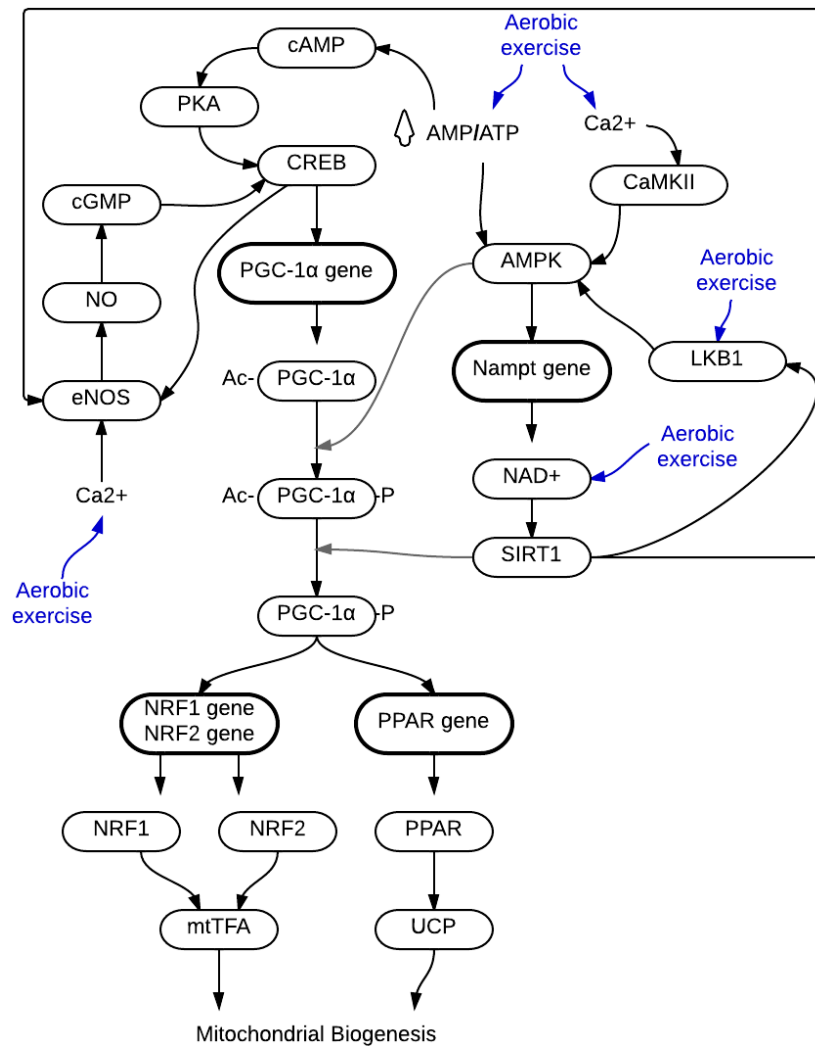 Aerobic
exercise
cAMP
PKA
AMP/ATP
Ca2+
CREB
CaMKII
cGMP
PGC-1α gene
AMPK
Aerobic
exercise
NO
LKB1
Nampt gene
Ac- PGC-1α
eNOS
Aerobic
exercise
NAD+
Ac- PGC-1α -P
Ca2+
SIRT1
Aerobic
exercise
PGC-1α -P
NRF1 gene
NRF2 gene
PPAR gene
NRF1
NRF2
PPAR
mtTFA
UCP
Mitochondrial Biogenesis